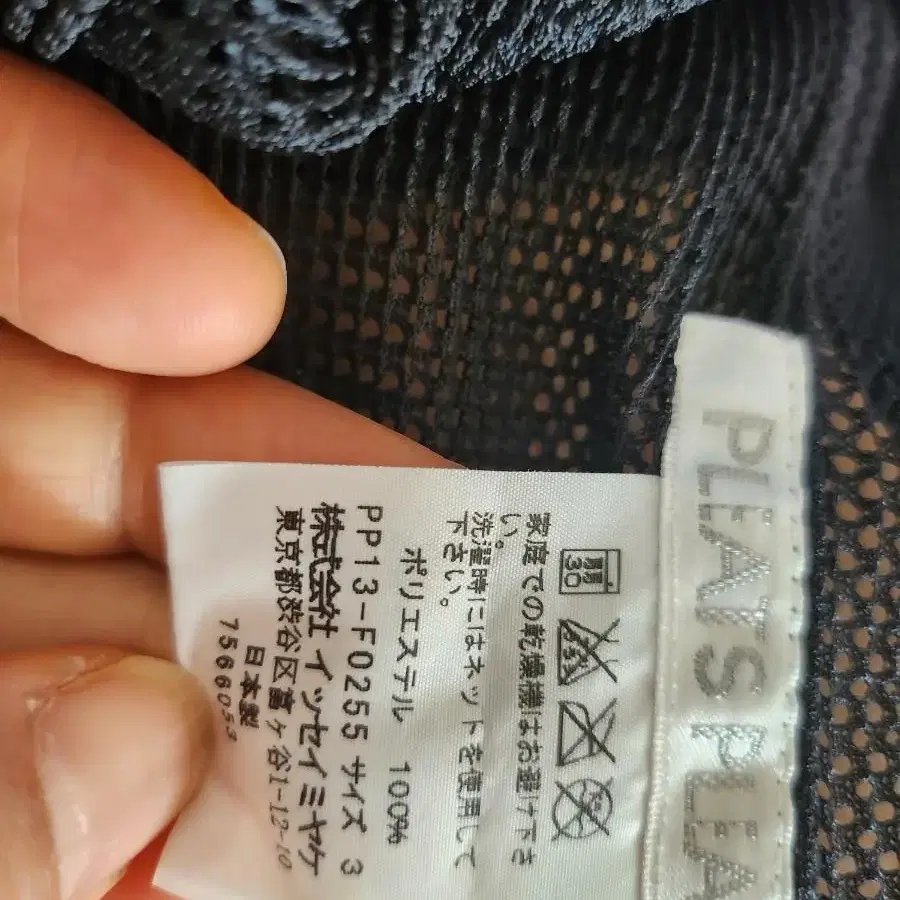 PLEATS PLEA
弱
30
家庭での乾燥機はお避け下さ
い。
洗濯時にはネットを使用して
下さい。
ポリエステル 100%
PP13-F0255 サイズ 3
株式会社 イッセイミヤケ
東京都渋谷区富ヶ谷1-12-10
日本製
7566053